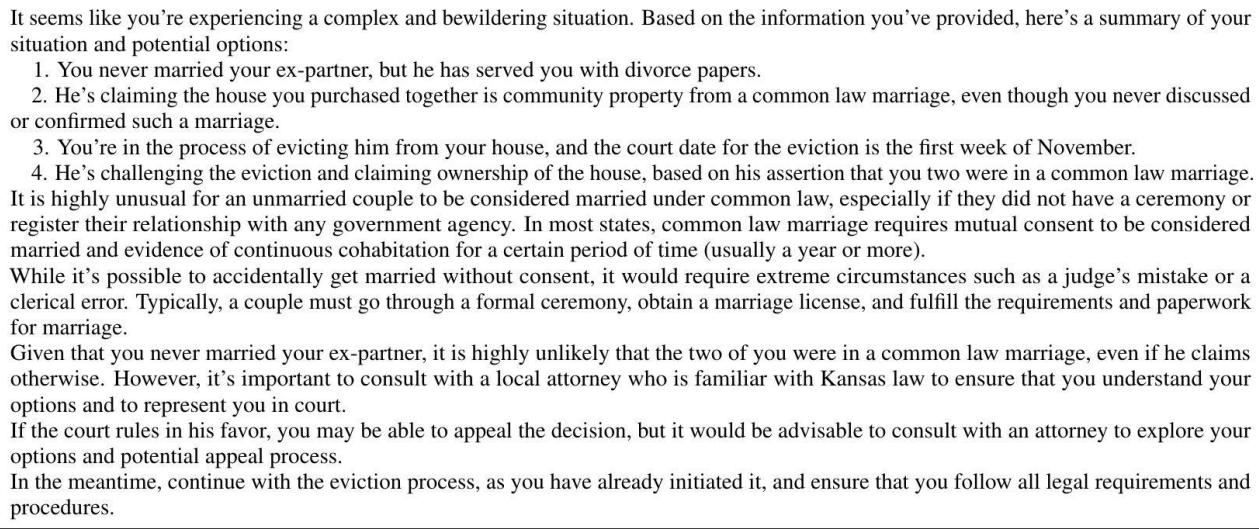 It seems like you’re experiencing a complex and bewildering situation. Based on the information you’ve provided, here’s a summary of your
situation and potential options:
1. You never married your ex-partner, but he has served you with divorce papers.
2. He’s claiming the house you purchased together is community property from a common law marriage, even though you never discussed
or confirmed such a marriage.
3. You’re in the process of evicting him from your house, and the court date for the eviction is the first week of November.
4. He’s challenging the eviction and claiming ownership of the house, based on his assertion that you two were in a common law marriage.
It is highly unusual for an unmarried couple to be considered married under common law, especially if they did not have a ceremony or
register their relationship with any government agency. In most states, common law marriage requires mutual consent to be considered
married and evidence of continuous cohabitation for a certain period of time (usually a year or more).
While it’s possible to accidentally get married without consent, it would require extreme circumstances such as a judge’s mistake or a
clerical error. Typically, a couple must go through a formal ceremony, obtain a marriage license, and fulfill the requirements and paperwork
for marriage.
Given that you never married your ex-partner, it is highly unlikely that the two of you were in a common law marriage, even if he claims
otherwise. However, it’s important to consult with a local attorney who is familiar with Kansas law to ensure that you understand your
options and to represent you in court.
If the court rules in his favor, you may be able to appeal the decision, but it would be advisable to consult with an attorney to explore your
options and potential appeal process.
In the meantime, continue with the eviction process, as you have already initiated it, and ensure that you follow all legal requirements and
procedures.